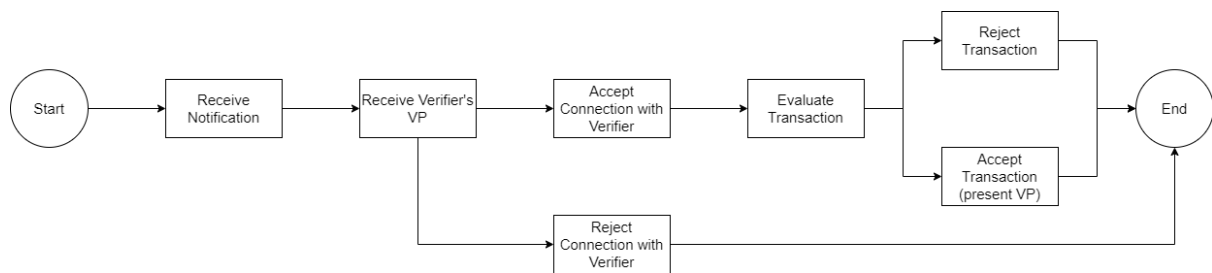 Start
Receive
Notification
Receive Verifier's
VP
Accept
Connection with
Verifier
Evaluate
Transaction
Reject
Transaction
Accept
Transaction
(present VP)
End
Reject
Connection with
Verifier